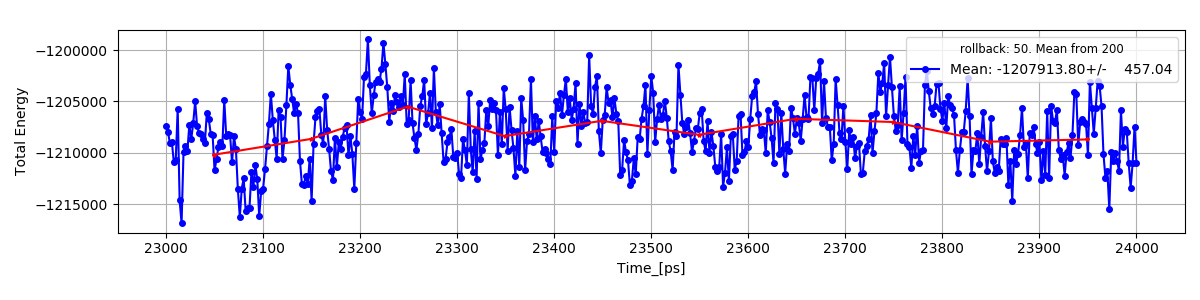 rollback: 50. Mean from 200
Mean: -1207913.80+/- 457.04
Total Energy
−1200000
−1205000
−1210000
−1215000
23000 23100 23200 23300 23400 23500 23600 23700 23800 23900 24000
Time_[ps]